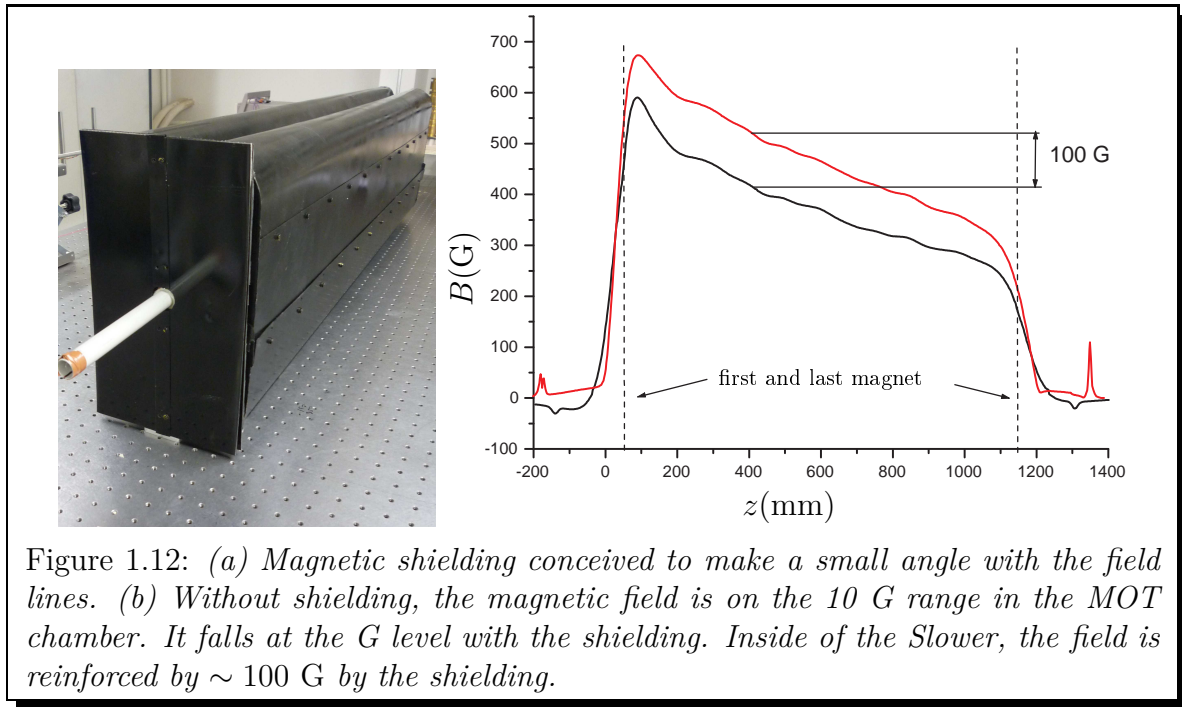 700
600
500
400
300
200
100
0
-100
-200
0
200
400
600
800
1000
1200
1400
B(G)
z(mm)
100 G
first and last magnet
Figure 1.12: (a) Magnetic shielding conceived to make a small angle with the field
lines. (b) Without shielding, the magnetic field is on the 10 G range in the MOT
chamber. It falls at the G level with the shielding. Inside of the Slower, the field is
reinforced by ∼ 100 G by the shielding.